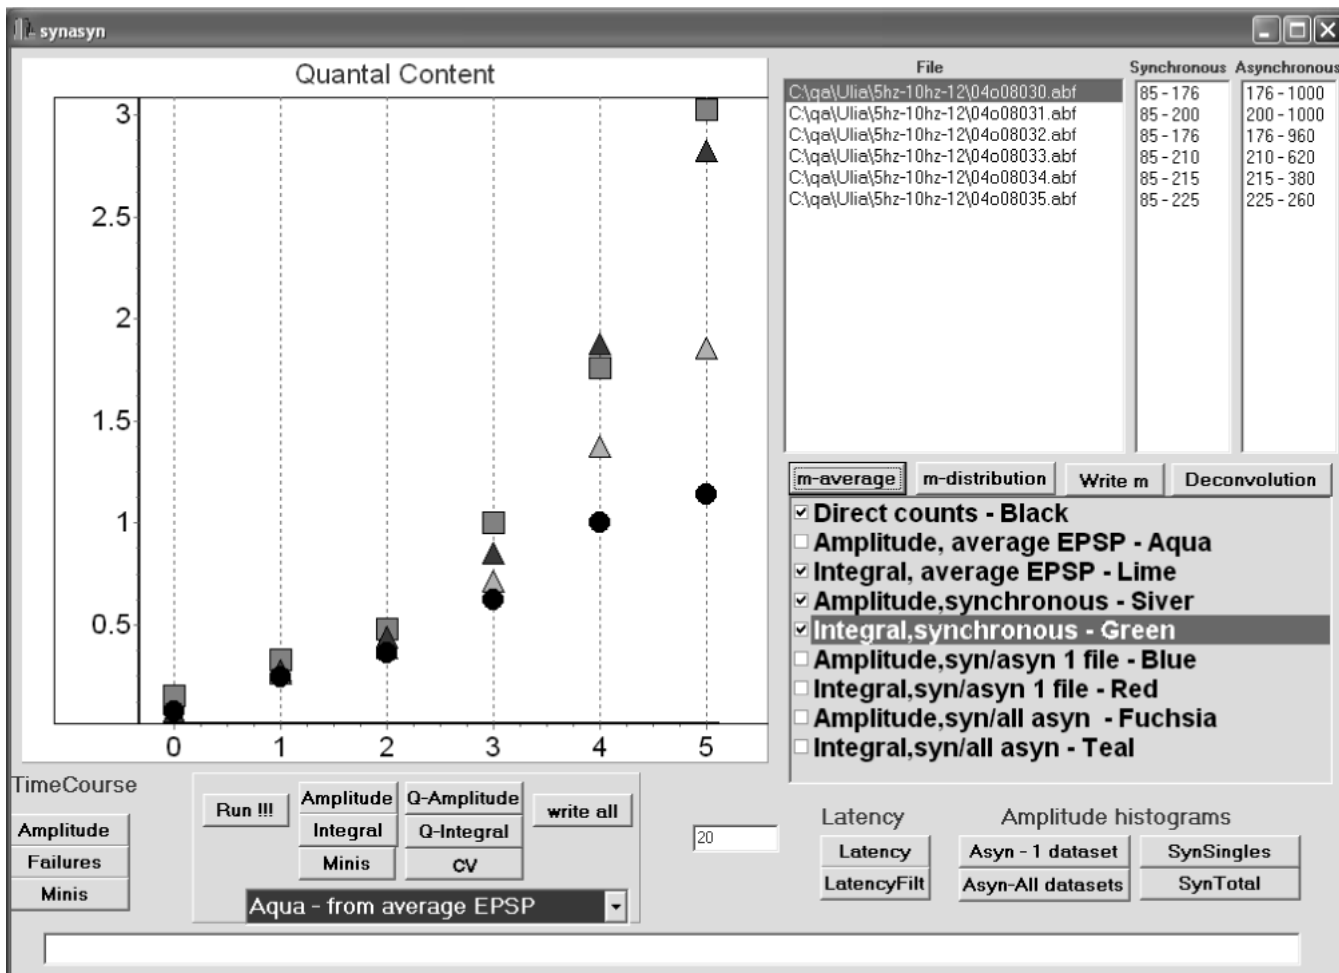 synasyn
Quantal Content
3
2.5
2
1.5
1
0.5
0 1 2 3 4 5
File Synchronous Asynchronous
C:\qa\Ulia\5hz-10hz-12\04o08030.abf 85 - 176 176 - 1000
C:\qa\Ulia\5hz-10hz-12\04o08031.abf 85 - 200 200 - 1000
C:\qa\Ulia\5hz-10hz-12\04o08032.abf 85 - 176 176 - 960
C:\qa\Ulia\5hz-10hz-12\04o08033.abf 85 - 210 210 - 620
C:\qa\Ulia\5hz-10hz-12\04o08034.abf 85 - 215 215 - 380
C:\qa\Ulia\5hz-10hz-12\04o08035.abf 85 - 225 225 - 260
m-average m-distribution Write m Deconvolution
Direct counts - Black
Amplitude, average EPSP - Aqua
Integral, average EPSP - Lime
Amplitude,synchronous - Siver
Integral,synchronous - Green
Amplitude,syn/asyn 1 file - Blue
Integral,syn/asyn 1 file - Red
Amplitude,syn/all asyn - Fuchsia
Integral,syn/all asyn - Teal
TimeCourse
Amplitude
Failures
Minis
Run !!!
Amplitude Q-Amplitude write all
Integral Q-Integral
Minis CV
Aqua - from average EPSP
20
Latency
Latency
LatencyFilt
Amplitude histograms
Asyn - 1 dataset SynSingles
Asyn-All datasets SynTotal